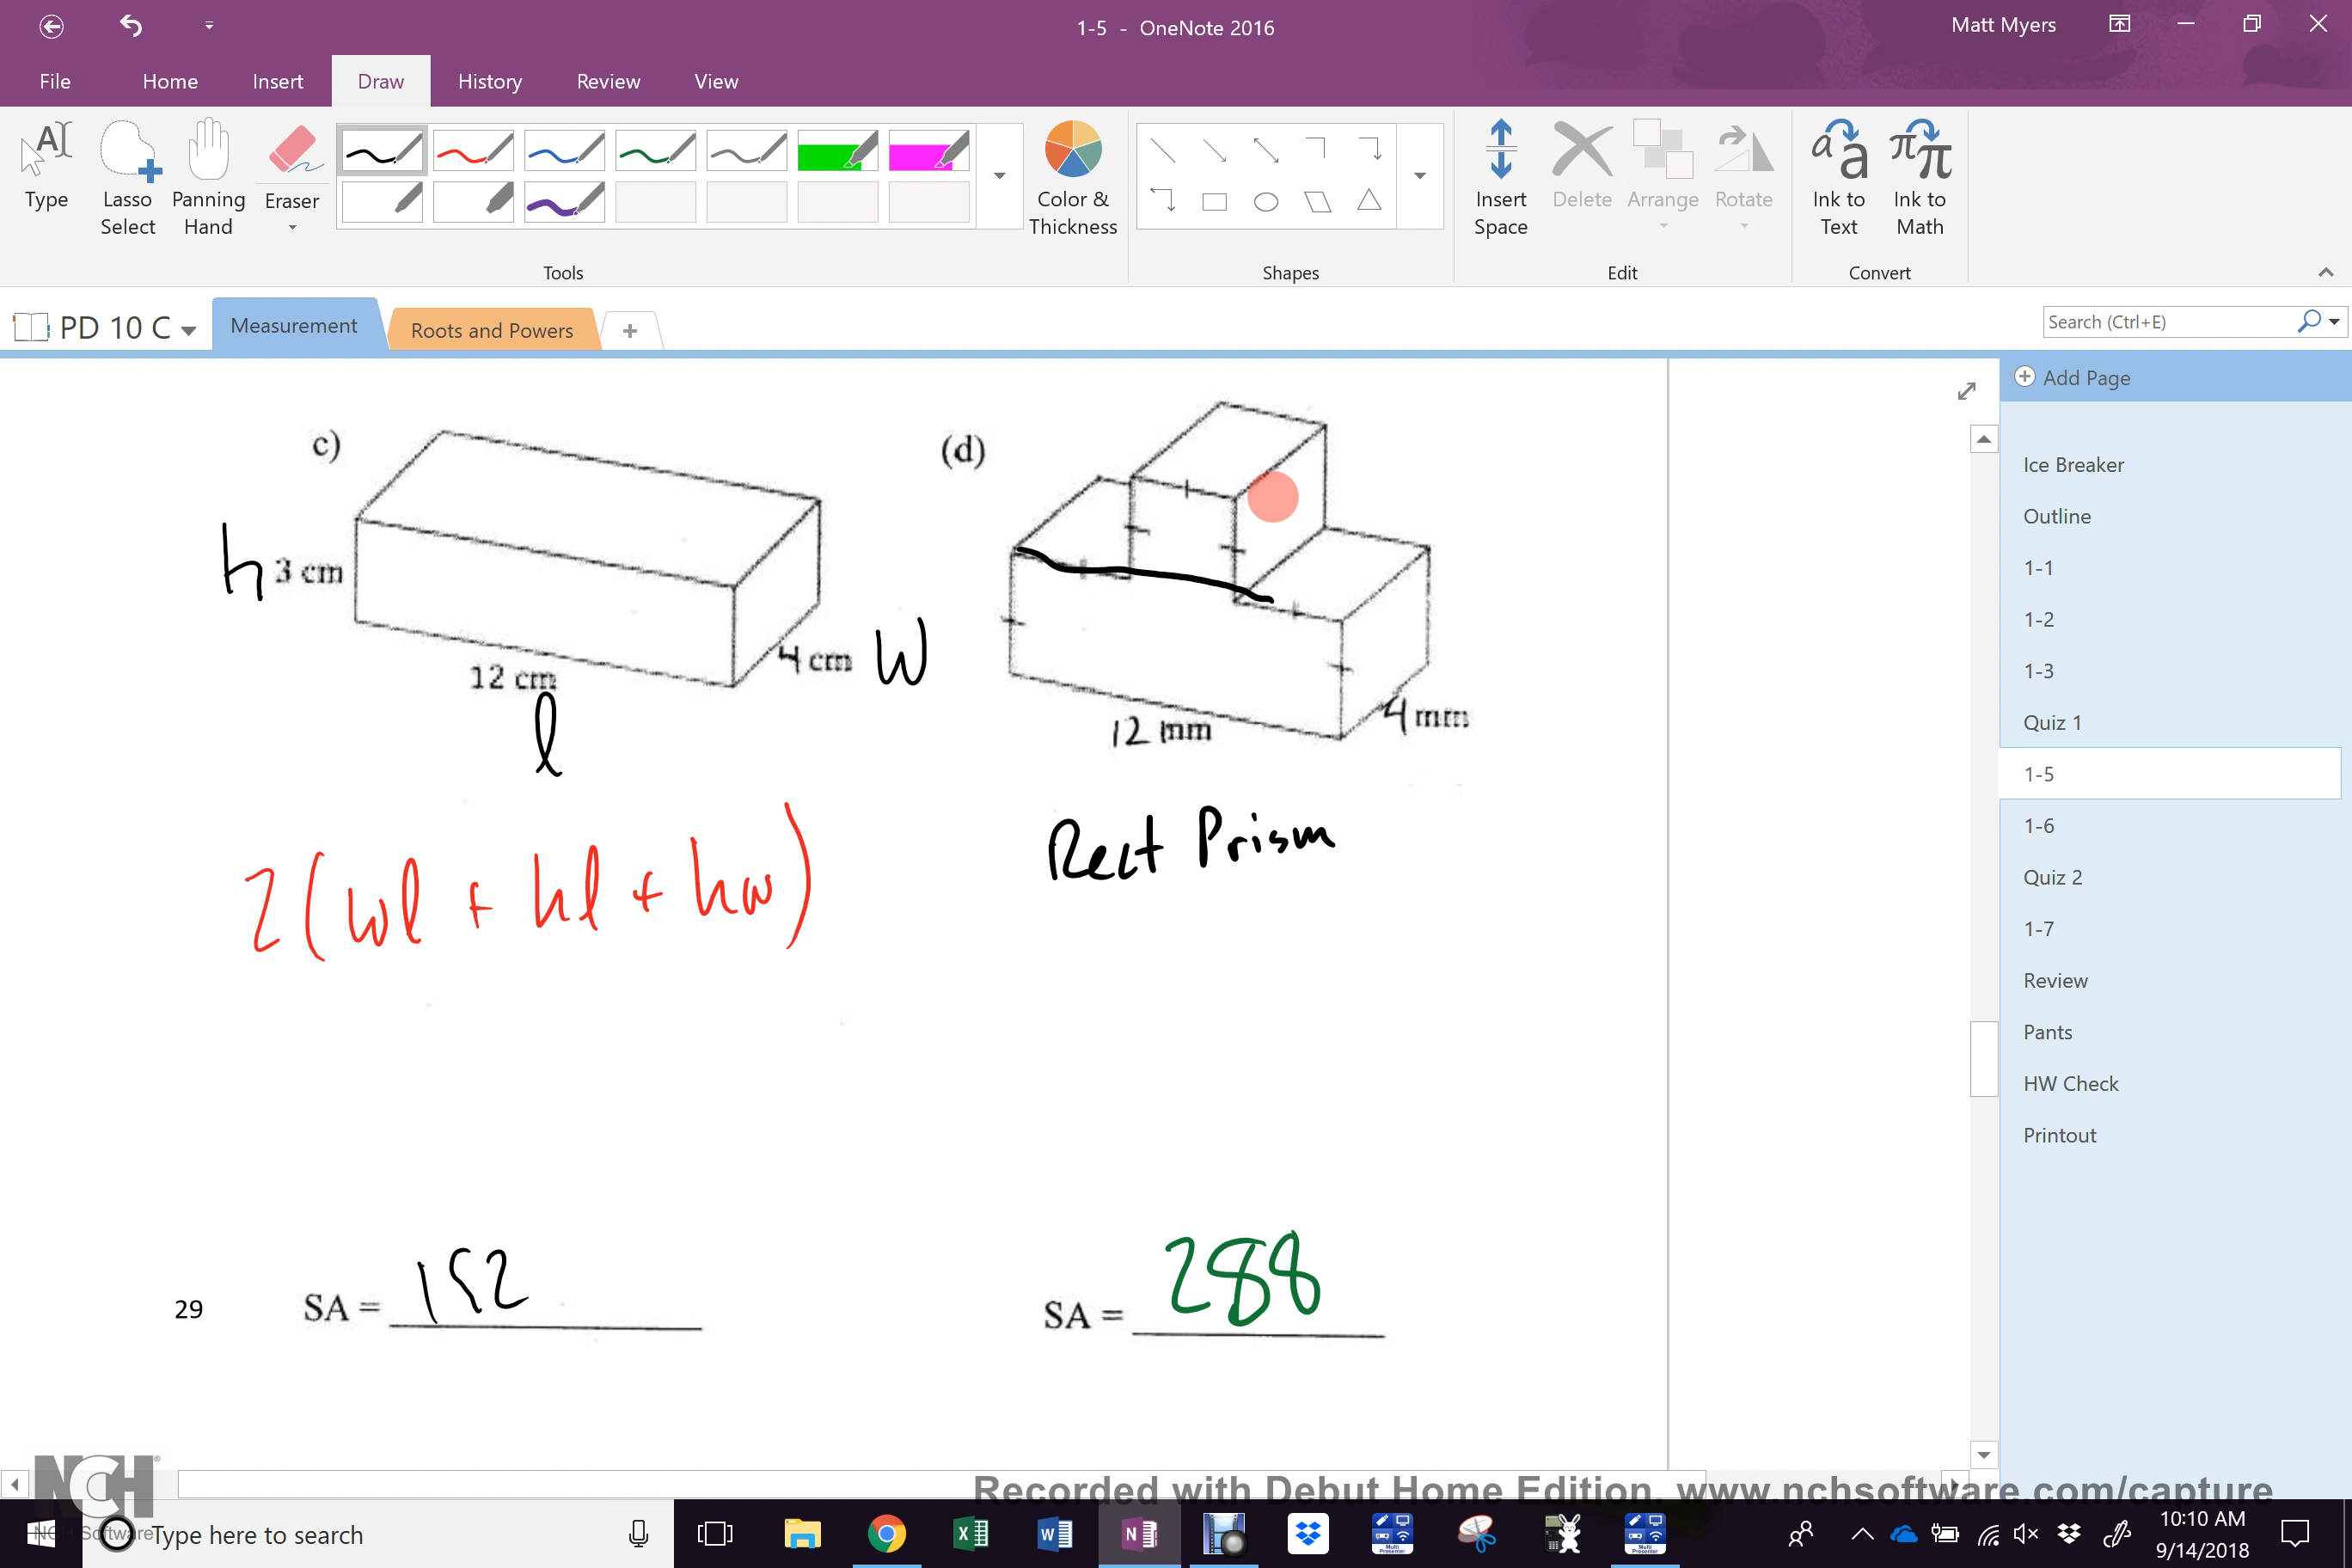 1-5 - OneNote 2016
Matt Myers
File Home Insert Draw History Review View
Type
Lasso Select
Panning Hand
Eraser
Color & Thickness
Insert Space
Delete
Arrange
Rotate
Ink to Text
Ink to Math
Tools
Shapes
Edit
Convert
PD 10 C
Measurement
Roots and Powers
Search (Ctrl+E)
Add Page
Ice Breaker
Outline
1-1
1-2
1-3
Quiz 1
1-5
1-6
Quiz 2
1-7
Review
Pants
HW Check
Printout
c)
h 3 cm
4 cm W
12 cm
l
(d)
12 mm
4 mm
2(wl + hl + hw)
Rect Prism
29
SA = 192
SA = 288
NCH®
NCH Software
Recorded with Debut Home Edition. www.nchsoftware.com/capture
Type here to search
10:10 AM
9/14/2018